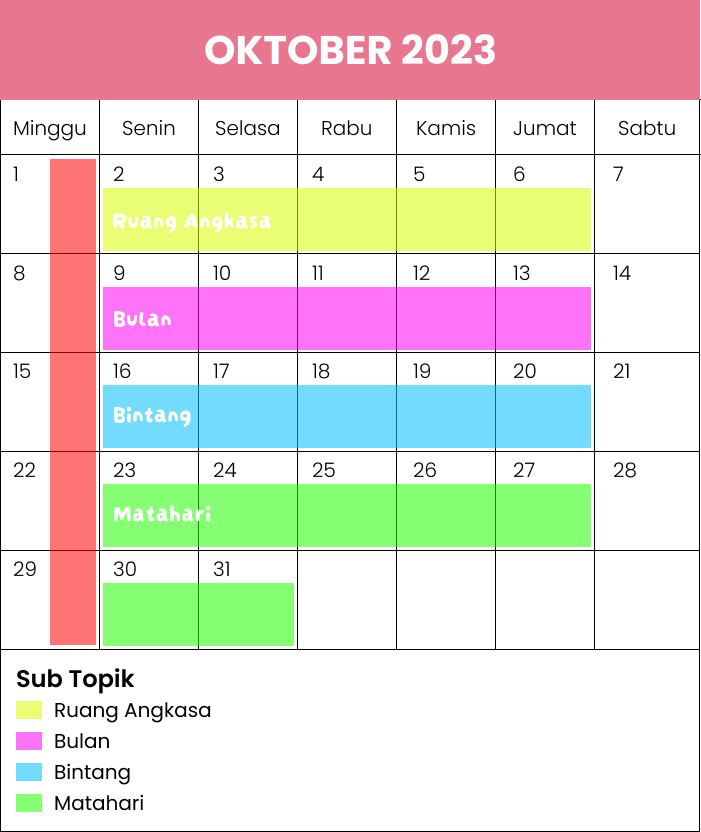 OKTOBER 2023
Minggu Senin Selasa Rabu Kamis Jumat Sabtu
1 2 3 4 5 6 7
Ruang Angkasa
8 9 10 11 12 13 14
Bulan
15 16 17 18 19 20 21
Bintang
22 23 24 25 26 27 28
Matahari
29 30 31
Sub Topik
Ruang Angkasa
Bulan
Bintang
Matahari